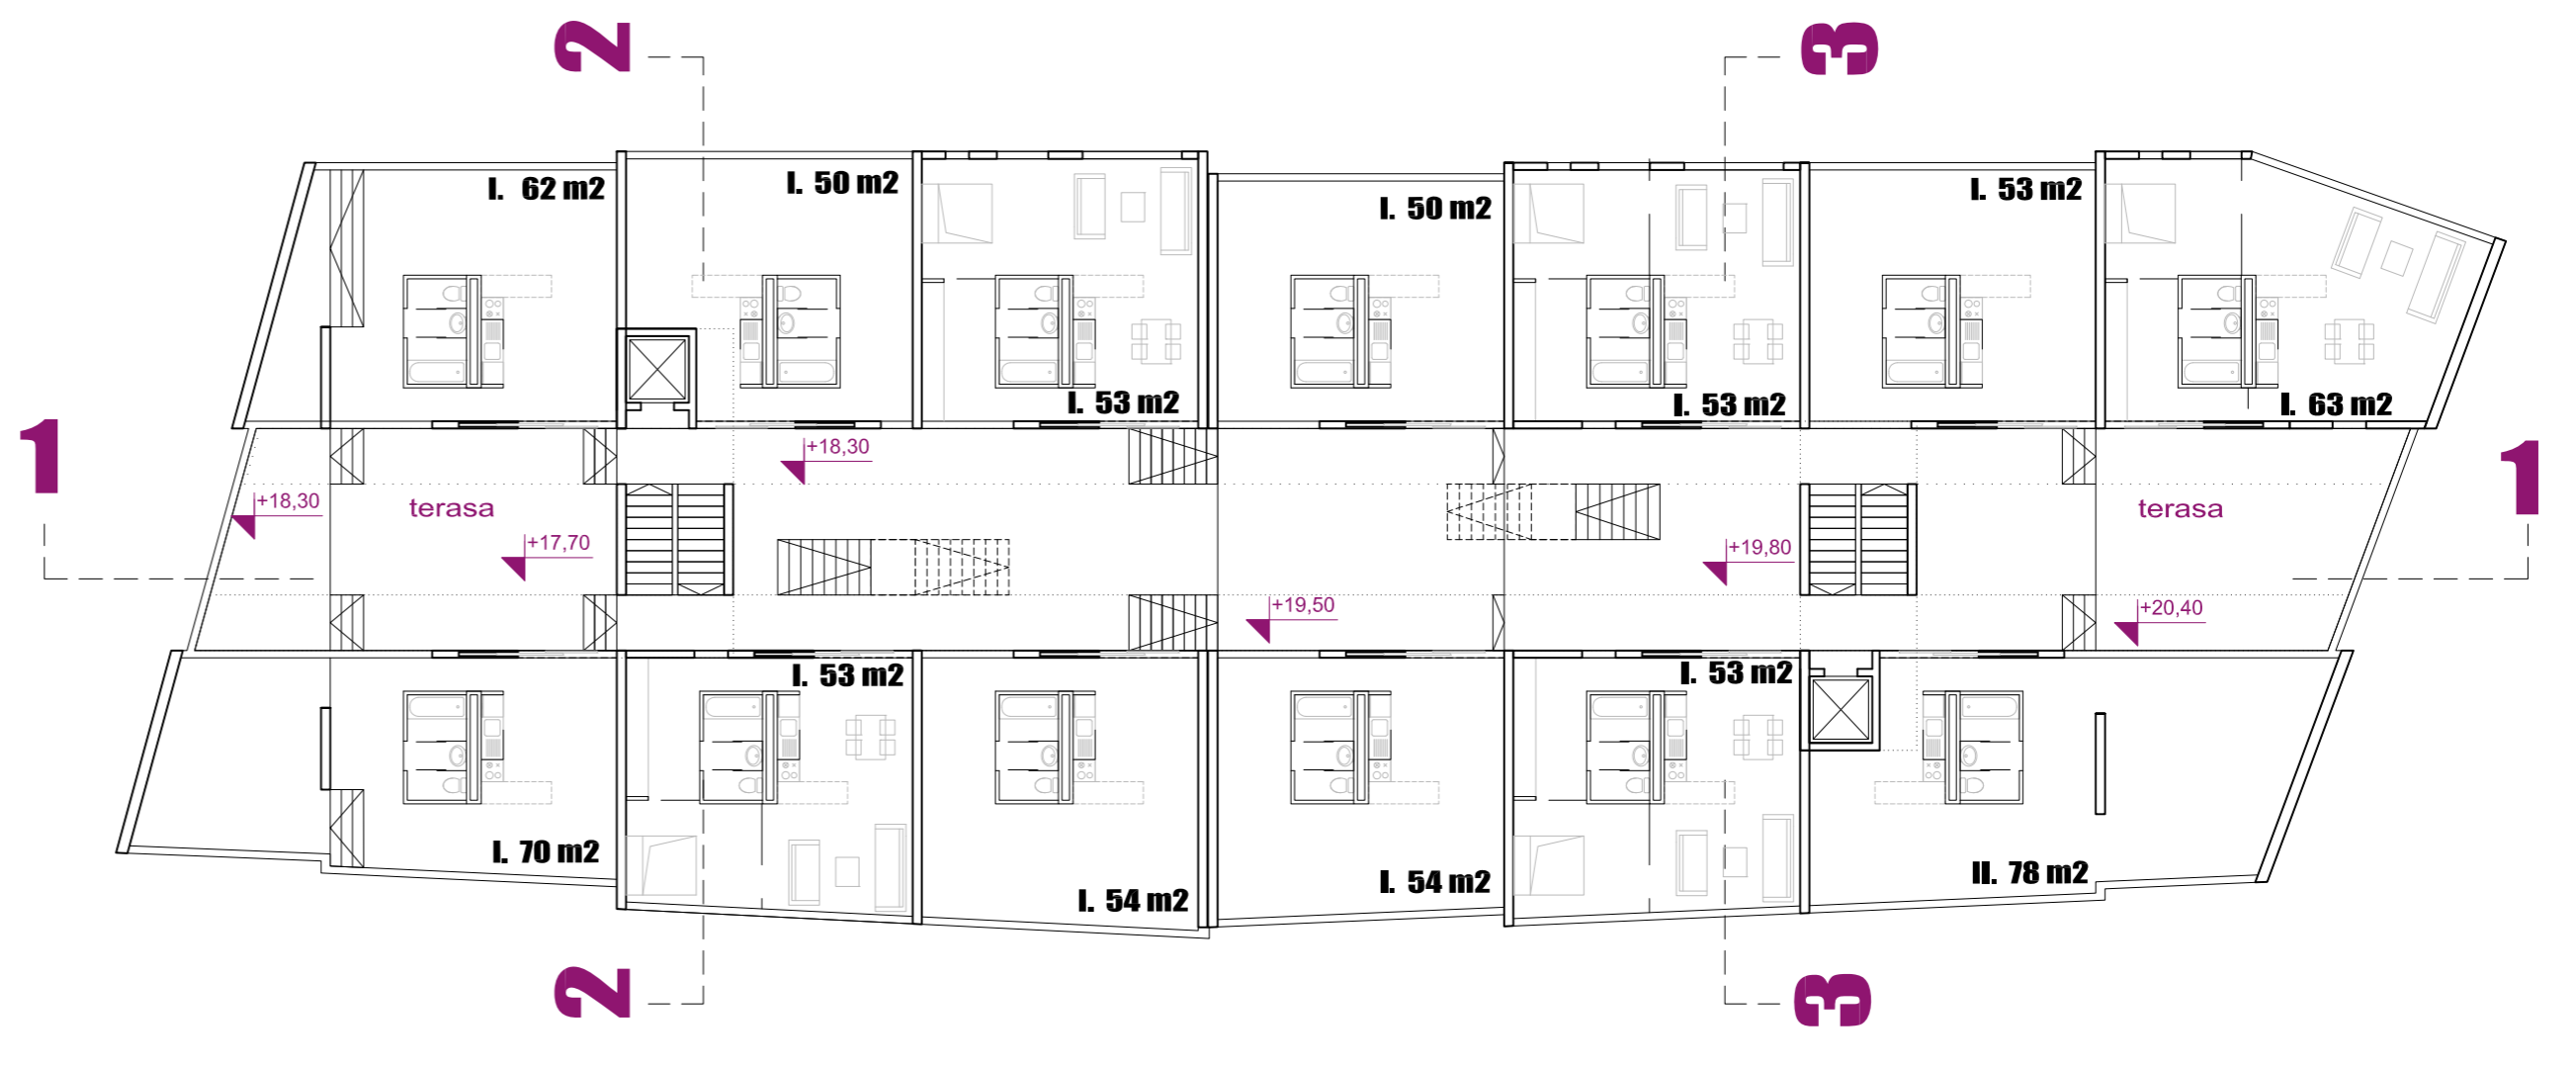 2
3
I. 62 m2
I. 50 m2
I. 53 m2
I. 50 m2
I. 53 m2
I. 53 m2
I. 63 m2
1
+18,30
terasa
+17,70
+18,30
+19,50
+19,80
terasa
+20,40
1
I. 70 m2
I. 53 m2
I. 54 m2
I. 54 m2
I. 53 m2
II. 78 m2
2
3